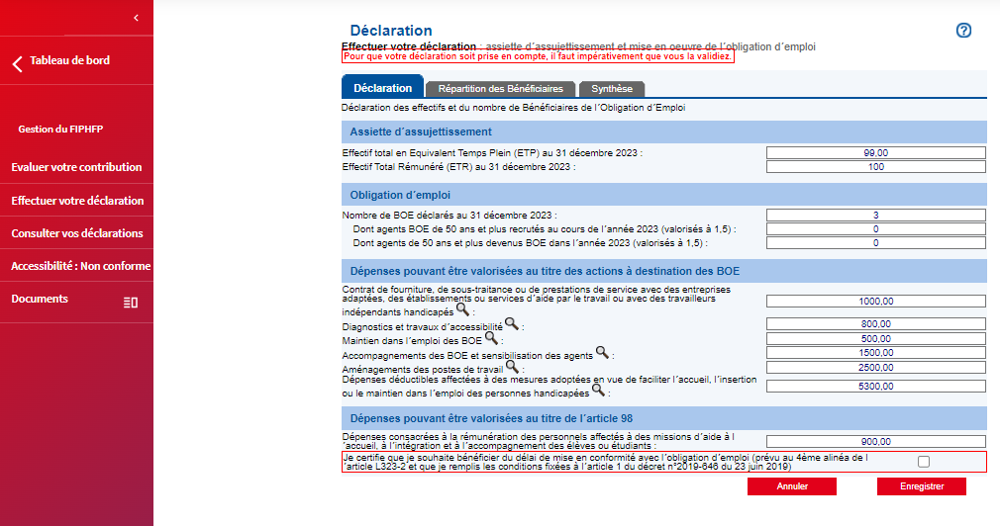 Tableau de bord
Gestion du FIPHFP
Evaluer votre contribution
Effectuer votre déclaration
Consulter vos déclarations
Accessibilité : Non conforme
Documents
Déclaration
Effectuer votre déclaration : assiette d´assujettissement et mise en oeuvre de l´obligation d´emploi
Pour que votre déclaration soit prise en compte, il faut impérativement que vous la validiez.
Déclaration Répartition des Bénéficiaires Synthèse
Déclaration des effectifs et du nombre de Bénéficiaires de l´Obligation d´Emploi
Assiette d´assujettissement
Effectif total en Equivalent Temps Plein (ETP) au 31 décembre 2023 : 99,00
Effectif Total Rémunéré (ETR) au 31 décembre 2023 : 100
Obligation d´emploi
Nombre de BOE déclarés au 31 décembre 2023 : 3
Dont agents BOE de 50 ans et plus recrutés au cours de l´année 2023 (valorisés à 1,5) : 0
Dont agents de 50 ans et plus devenus BOE dans l´année 2023 (valorisés à 1,5) : 0
Dépenses pouvant être valorisées au titre des actions à destination des BOE
Contrat de fourniture, de sous-traitance ou de prestations de service avec des entreprises
adaptées, des établissements ou services d´aide par le travail ou avec des travailleurs
indépendants handicapés : 1000,00
Diagnostics et travaux d´accessibilité : 800,00
Maintien dans l´emploi des BOE : 500,00
Accompagnements des BOE et sensibilisation des agents : 1500,00
Aménagements des postes de travail : 2500,00
Dépenses déductibles affectées à des mesures adoptées en vue de faciliter l´accueil, l´insertion
ou le maintien dans l´emploi des personnes handicapées : 5300,00
Dépenses pouvant être valorisées au titre de l´article 98
Dépenses consacrées à la rémunération des personnels affectés à des missions d´aide à l
´accueil, à l´intégration et à l´accompagnement des élèves ou étudiants : 900,00
Je certifie que je souhaite bénéficier du délai de mise en conformité avec l´obligation d´emploi (prévu au 4ème alinéa de l
´article L323-2 et que je remplis les conditions fixées à l´article 1 du décret n°2019-646 du 23 juin 2019)
Annuler Enregistrer